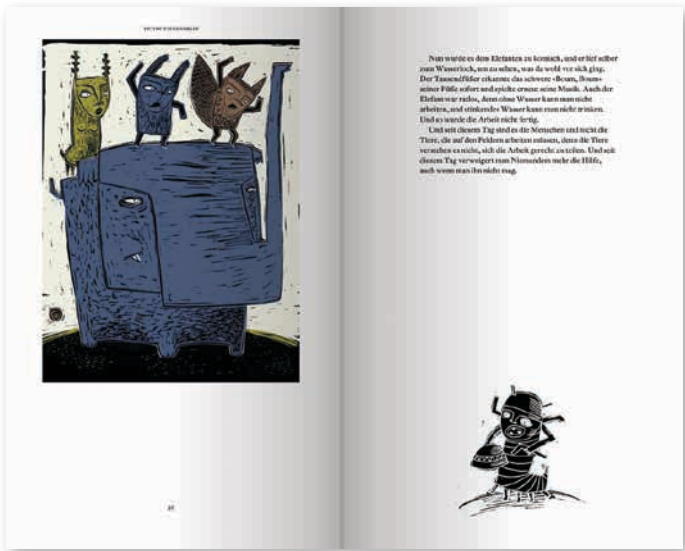 Nun wurde es dem Elefanten zu komisch, und er lief selber
zum Wasserloch, um zu sehen, was da wohl vor sich ging.
Der Tausendfüßer erkannte das schwere «Boum, Boum»
seiner Füße sofort und spielte erneut seine Musik. Auch der
Elefant war ratlos, denn ohne Wasser kann man nicht
arbeiten, und stinkendes Wasser kann man nicht trinken.
Und so wurde die Arbeit nicht fertig.
Und seit diesem Tag sind es die Menschen und nicht die
Tiere, die auf den Feldern arbeiten müssen, denn die Tiere
verstehen es nicht, sich die Arbeit gerecht zu teilen. Und seit
diesem Tag verweigert man Niemandem mehr die Hilfe,
auch wenn man ihn nicht mag.